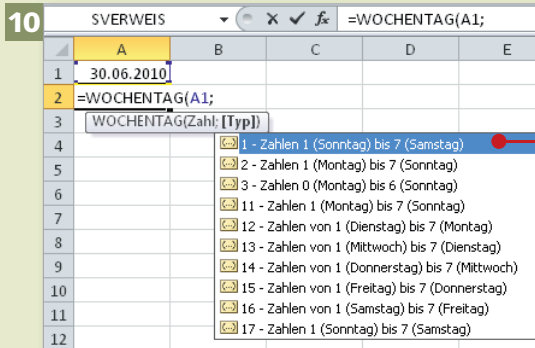 10
SVERWEIS =WOCHENTAG(A1;
A B C D E
1 30.06.2010
2 =WOCHENTAG(A1;
3 WOCHENTAG(Zahl; [Typ])
4 1 - Zahlen 1 (Sonntag) bis 7 (Samstag)
5 2 - Zahlen 1 (Montag) bis 7 (Sonntag)
6 3 - Zahlen 0 (Montag) bis 6 (Sonntag)
7 11 - Zahlen 1 (Montag) bis 7 (Sonntag)
12 - Zahlen von 1 (Dienstag) bis 7 (Montag)
8 13 - Zahlen von 1 (Mittwoch) bis 7 (Dienstag)
9 14 - Zahlen von 1 (Donnerstag) bis 7 (Mittwoch)
10 15 - Zahlen von 1 (Freitag) bis 7 (Donnerstag)
11 16 - Zahlen von 1 (Samstag) bis 7 (Freitag)
12 17 - Zahlen 1 (Sonntag) bis 7 (Samstag)